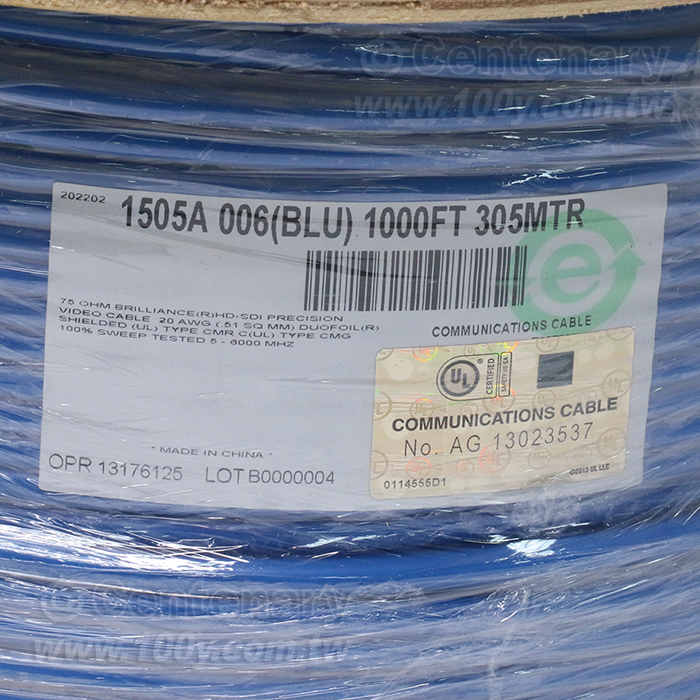 © Centenary
www.100y.com.tw
202202
1505A 006(BLU) 1000FT 305MTR
e
75 OHM BRILLIANCE(R)HD-SDI PRECISION
VIDEO CABLE 20 AWG (.51 SQ MM) DUOFOIL(R)
SHIELDED (UL) TYPE CMR C(UL) TYPE CMG
100% SWEEP TESTED 5 - 6000 MHZ
COMMUNICATIONS CABLE
UL
CERTIFIED
SAFETY US-CA
COMMUNICATIONS CABLE
No. AG 13023537
0114555D1
©2013 UL LLC
- MADE IN CHINA -
OPR 13176125 LOT B0000004
© Centenary
www.100y.com.tw